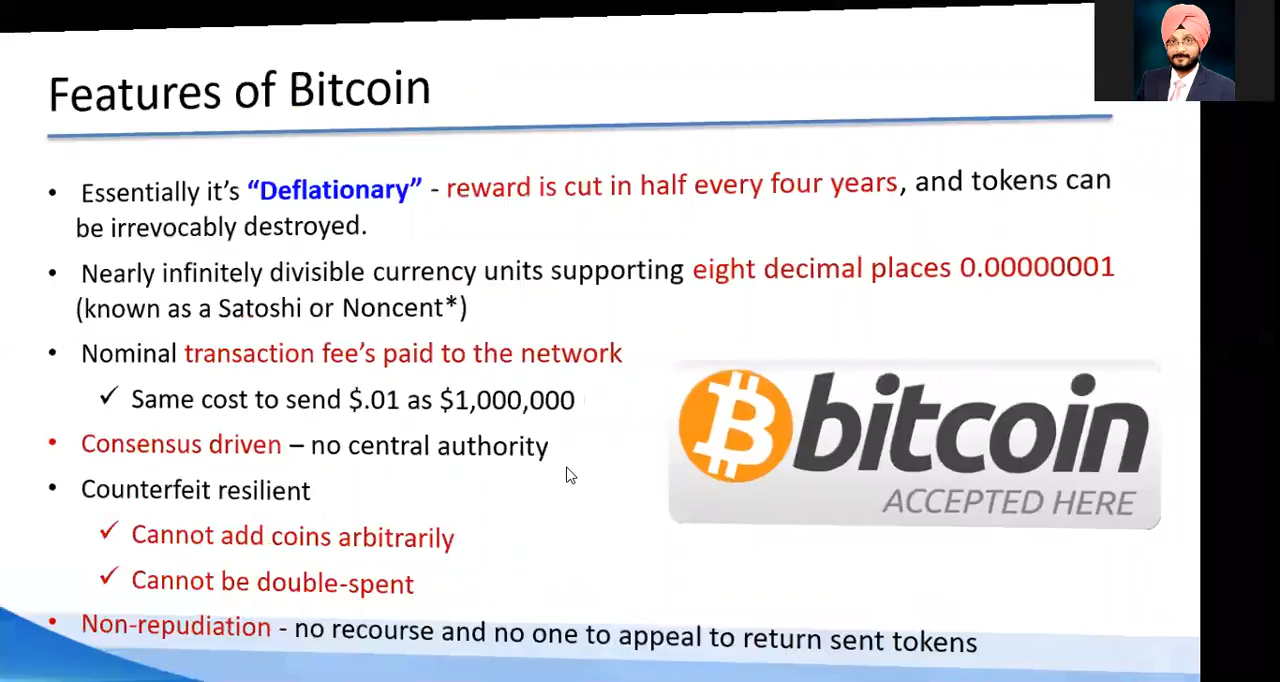 Features of Bitcoin
• Essentially it's “Deflationary” - reward is cut in half every four years, and tokens can
be irrevocably destroyed.
• Nearly infinitely divisible currency units supporting eight decimal places 0.00000001
(known as a Satoshi or Noncent*)
• Nominal transaction fee's paid to the network
✓ Same cost to send $.01 as $1,000,000
• Consensus driven – no central authority
• Counterfeit resilient
✓ Cannot add coins arbitrarily
✓ Cannot be double-spent
• Non-repudiation - no recourse and no one to appeal to return sent tokens
bitcoin
ACCEPTED HERE